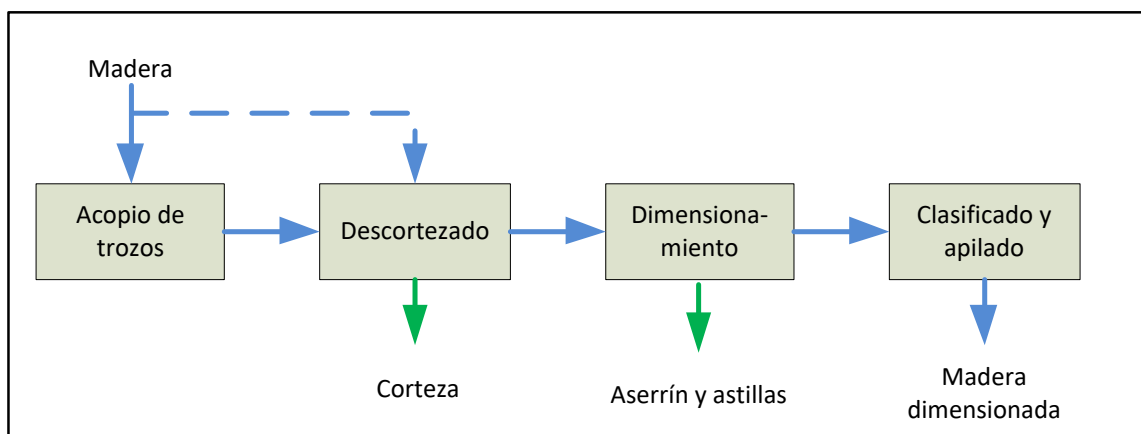 Madera
Acopio de
trozos
Descortezado
Dimensiona-
miento
Clasificado y
apilado
Corteza
Aserrín y astillas
Madera
dimensionada